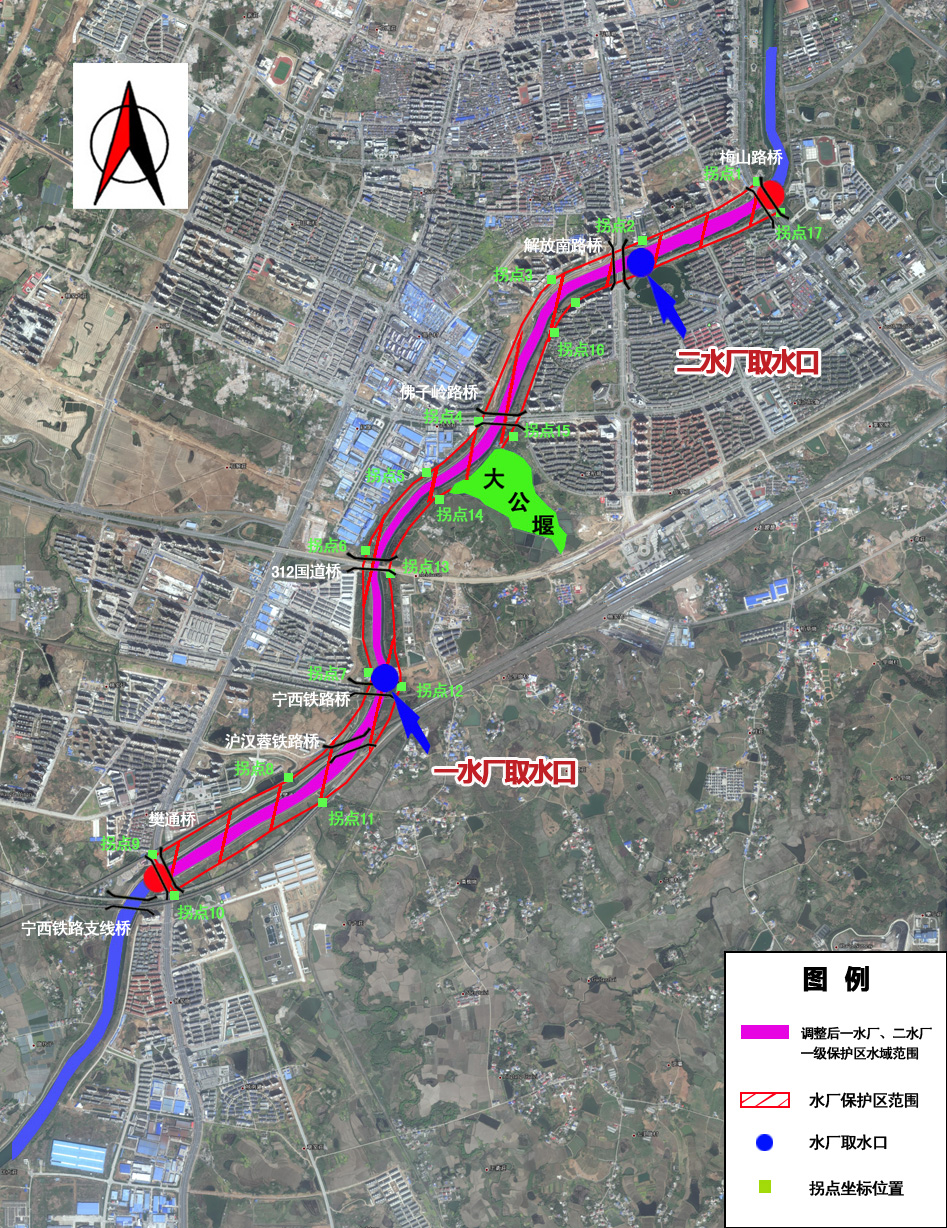 梅山路桥
拐点1
拐点2
拐点17
解放南路桥
拐点3
拐点16
二水厂取水口
佛子岭路桥
拐点4
拐点15
拐点5
大公堰
拐点14
拐点6
312国道桥
拐点13
拐点7
拐点12
宁西铁路桥
沪汉蓉铁路桥
拐点8
一水厂取水口
樊通桥
拐点11
拐点9
拐点10
宁西铁路支线桥
图 例
调整后一水厂、二水厂
一级保护区水域范围
水厂保护区范围
水厂取水口
拐点坐标位置